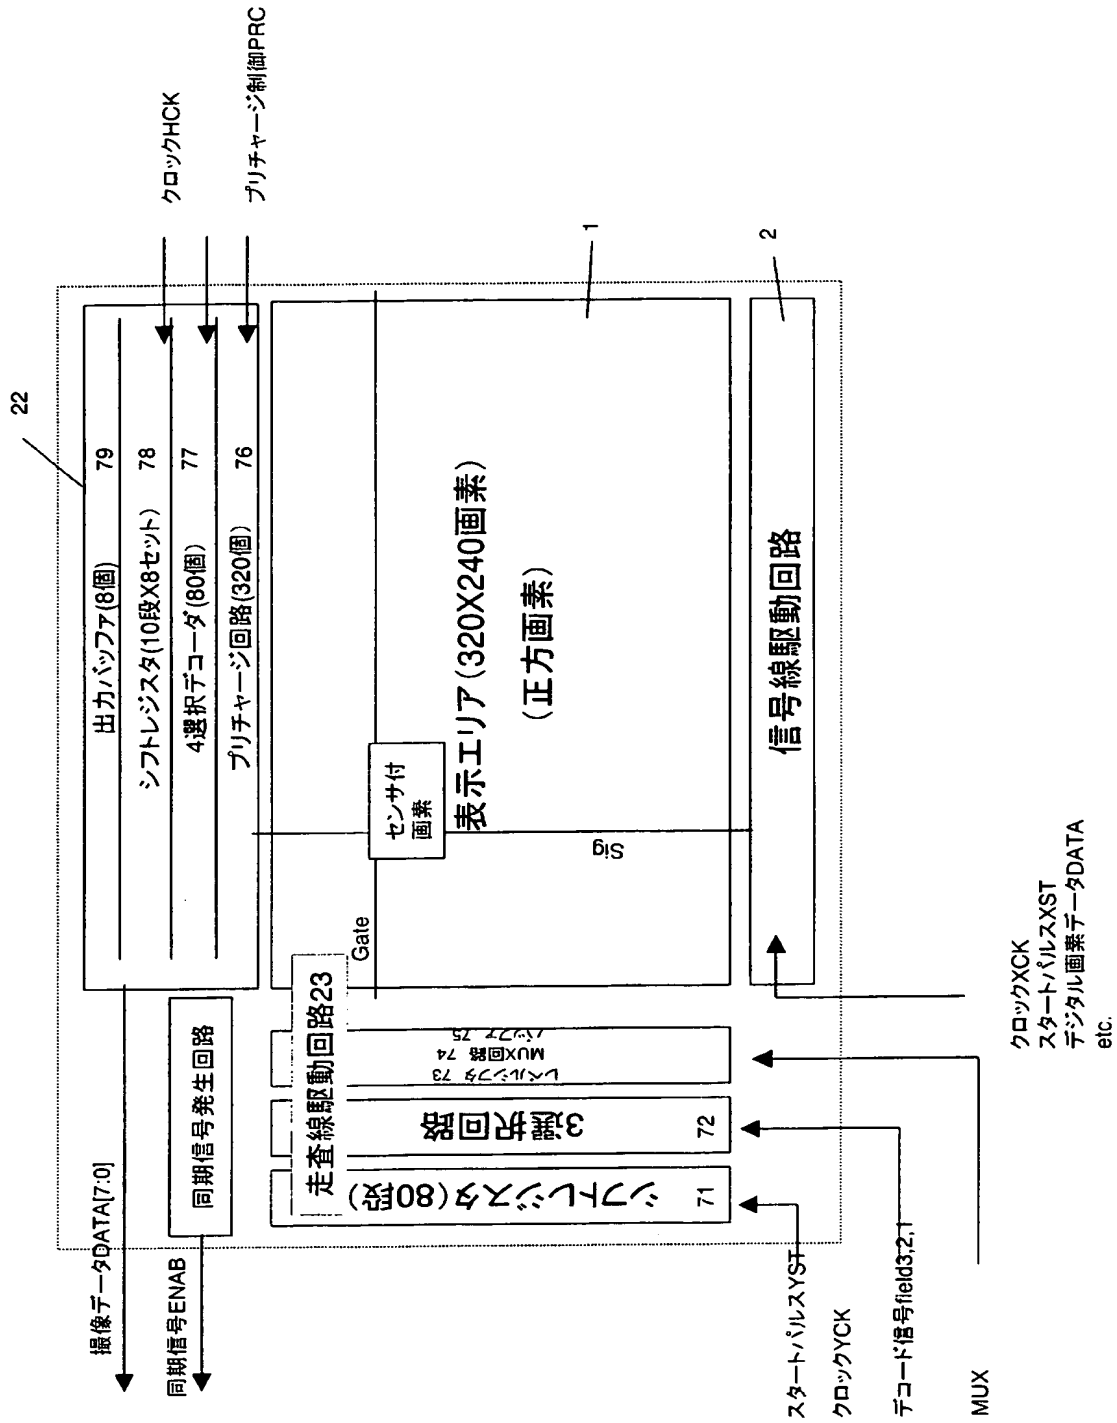 撮像データDATA[7:0]
同期信号ENAB
同期信号発生回路
22
出力バッファ(8個) 79
シフトレジスタ(10段X8セット) 78
4選択デコーダ(80個) 77
プリチャージ回路(320個) 76
クロックHCK
プリチャージ制御PRC
走査線駆動回路23
シフトレジスタ(80段)
71
3選択回路
72
レベルシフタ 73
MUX回路 74
バッファ 75
Gate
センサ付
画素
Sig
表示エリア(320X240画素)
(正方画素)
1
信号線駆動回路
2
スタートパルスYST
クロックYCK
デコード信号field3,2,1
MUX
クロックXCK
スタートパルスXST
デジタル画素データDATA
etc.